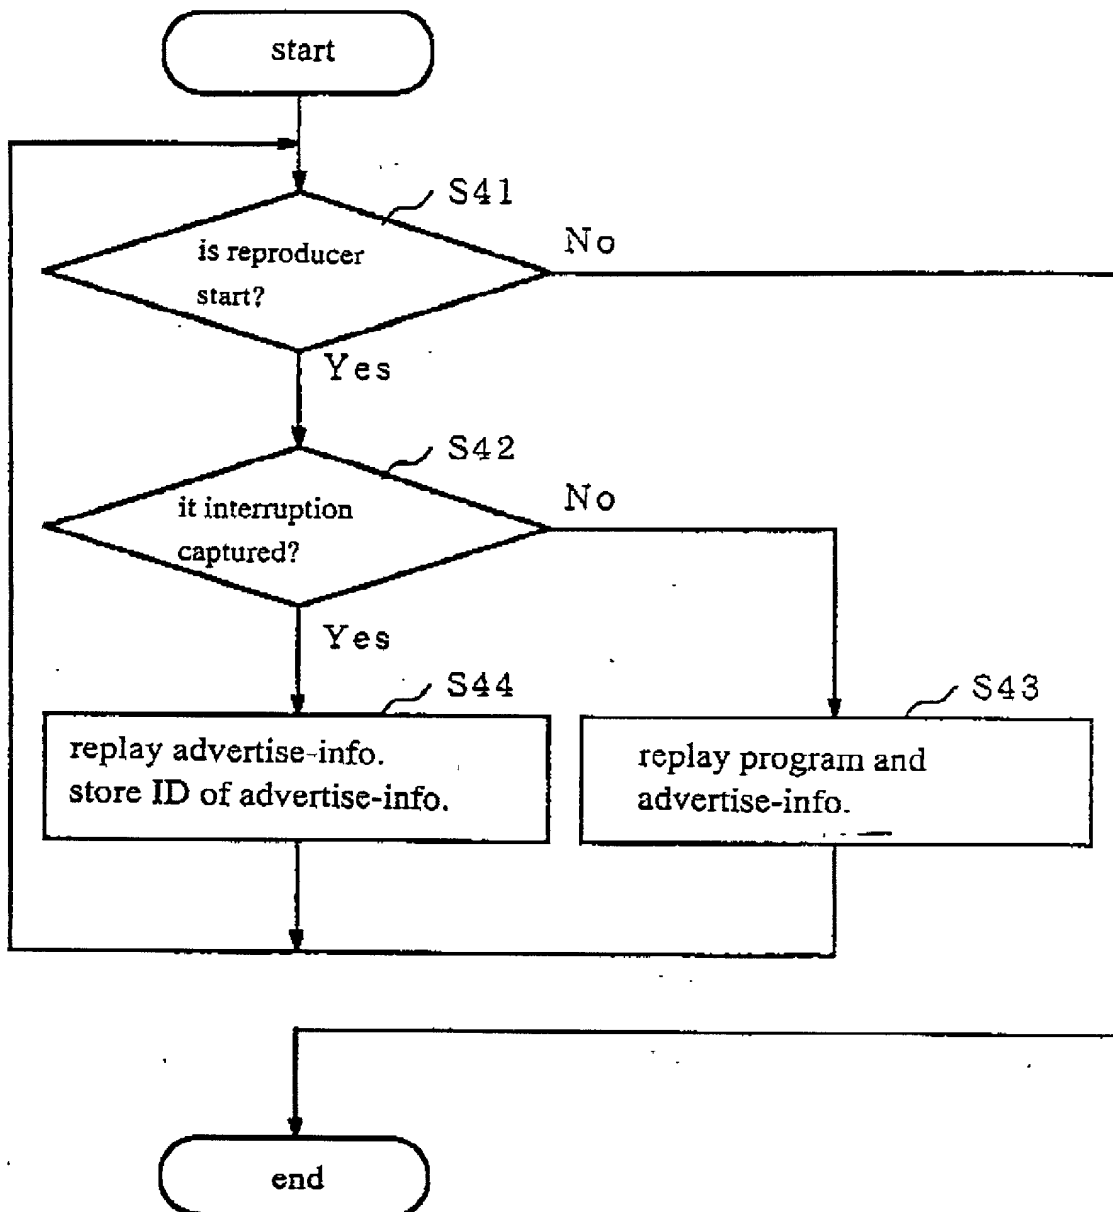 start
S41
is reproducer
start?
No
Yes
S42
it interruption
captured?
No
Yes
S44
replay advertise-info.
store ID of advertise-info.
S43
replay program and
advertise-info.
end